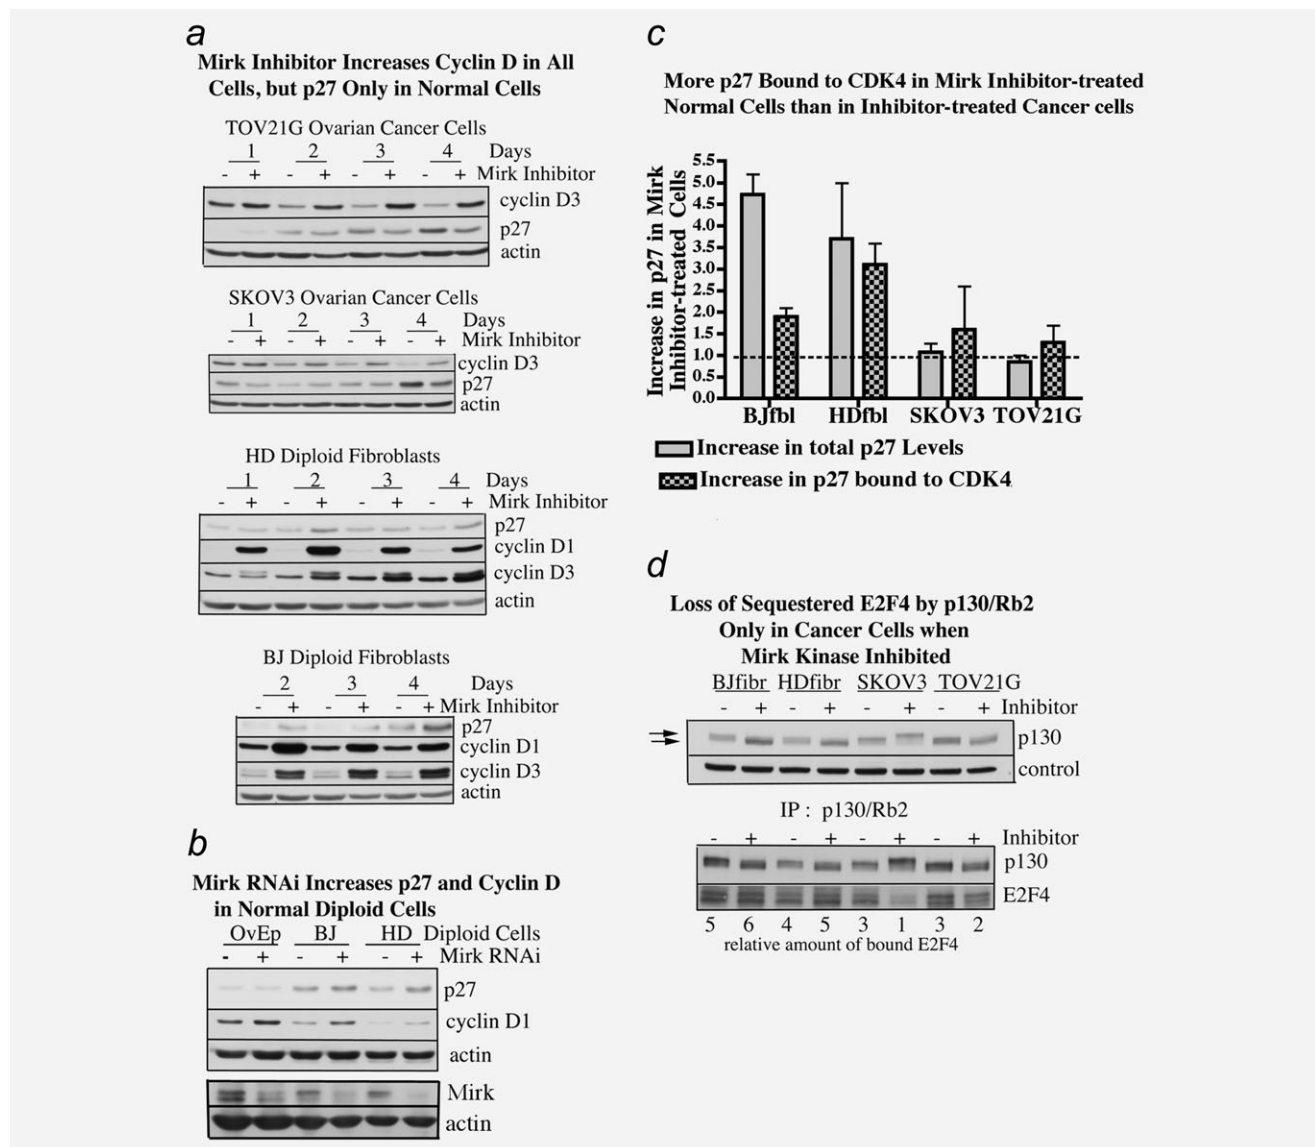 a
Mirk Inhibitor Increases Cyclin D in All
Cells, but p27 Only in Normal Cells
TOV21G Ovarian Cancer Cells
1 2 3 4 Days
- + - + - + - + Mirk Inhibitor
cyclin D3
p27
actin
SKOV3 Ovarian Cancer Cells
1 2 3 4 Days
- + - + - + - + Mirk Inhibitor
cyclin D3
p27
actin
HD Diploid Fibroblasts
1 2 3 4 Days
- + - + - + - + Mirk Inhibitor
p27
cyclin D1
cyclin D3
actin
BJ Diploid Fibroblasts
2 3 4 Days
- + - + - + Mirk Inhibitor
p27
cyclin D1
cyclin D3
actin
b
Mirk RNAi Increases p27 and Cyclin D
in Normal Diploid Cells
OvEp BJ HD Diploid Cells
- + - + - + Mirk RNAi
p27
cyclin D1
actin
Mirk
actin
c
More p27 Bound to CDK4 in Mirk Inhibitor-treated
Normal Cells than in Inhibitor-treated Cancer cells
Increase in p27 in Mirk
Inhibitor-treated Cells
5.5
5.0
4.5
4.0
3.5
3.0
2.5
2.0
1.5
1.0
0.5
0.0
BJfbl HDfbl SKOV3 TOV21G
Increase in total p27 Levels
Increase in p27 bound to CDK4
d
Loss of Sequestered E2F4 by p130/Rb2
Only in Cancer Cells when
Mirk Kinase Inhibited
BJfibr HDfibr SKOV3 TOV21G
- + - + - + - + Inhibitor
p130
control
IP : p130/Rb2
- + - + - + - + Inhibitor
p130
E2F4
5 6 4 5 3 1 3 2
relative amount of bound E2F4